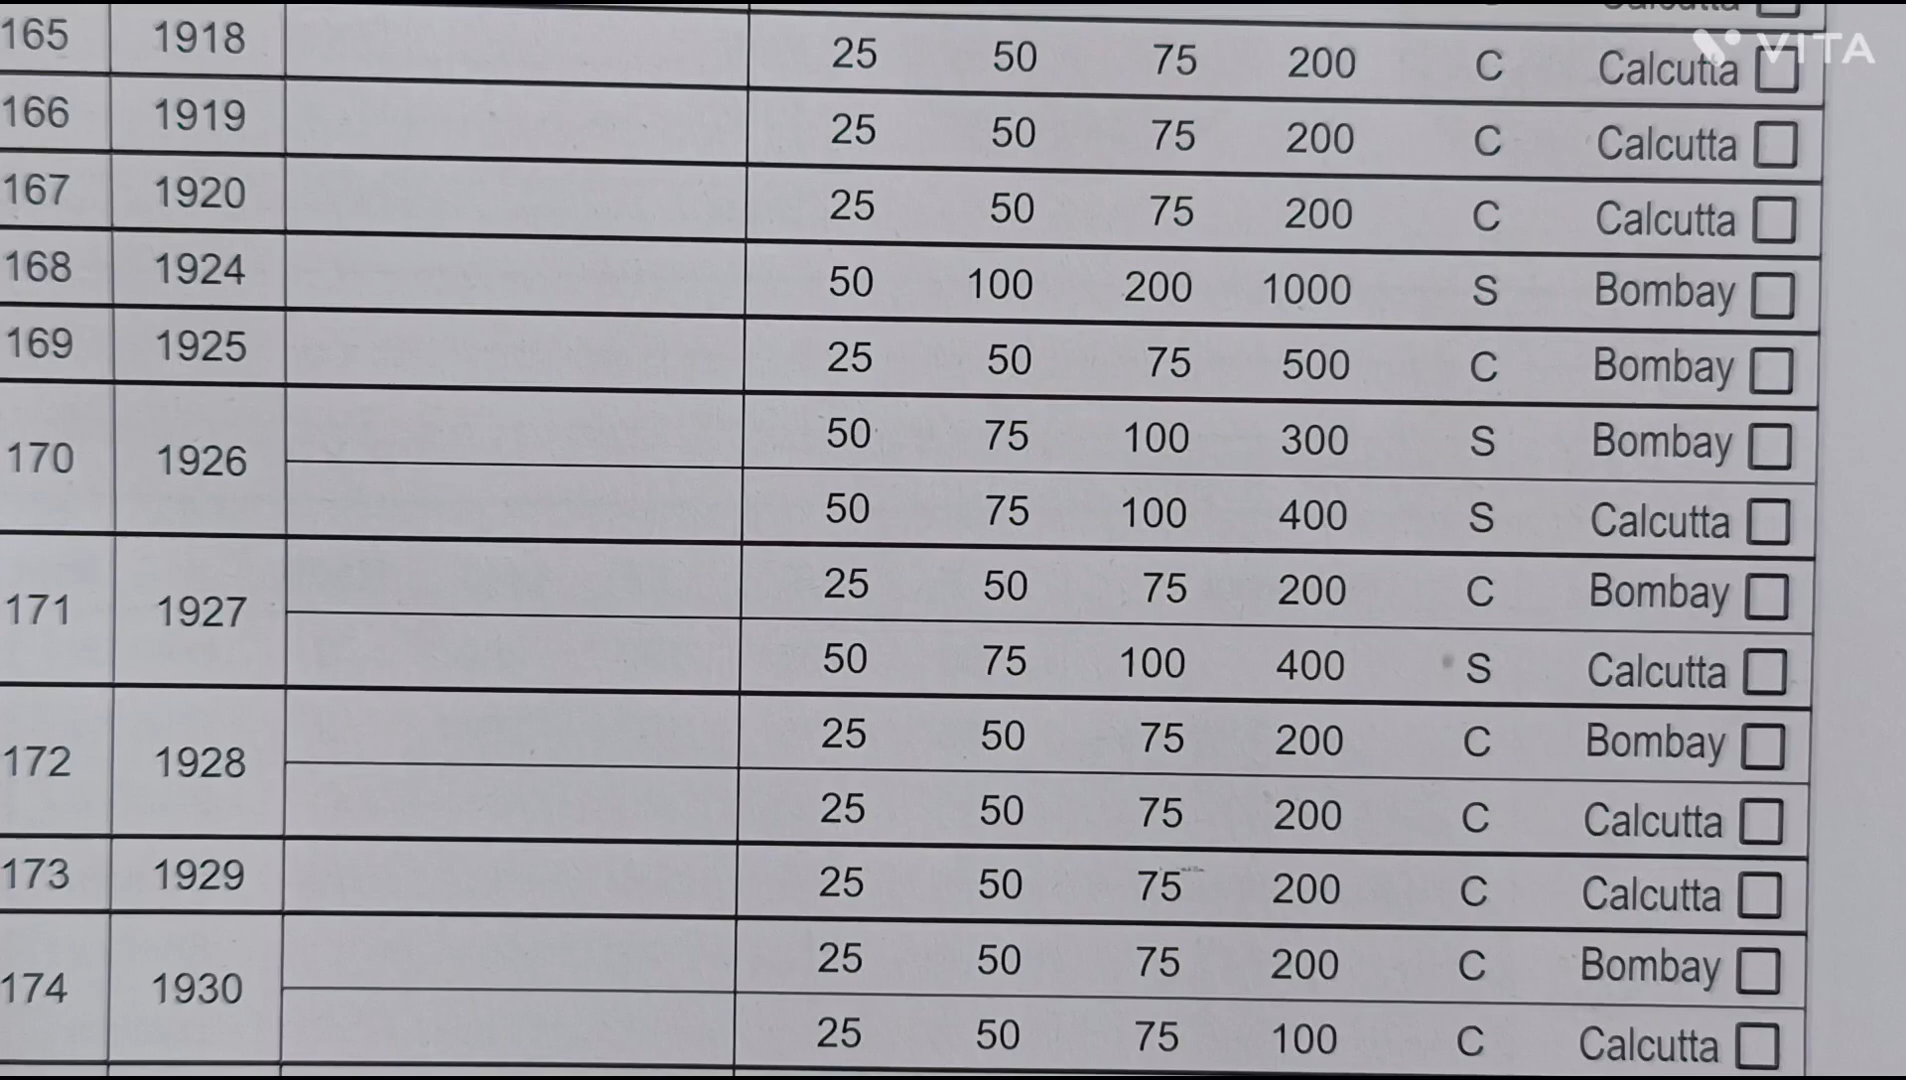 VITA
165 1918 25 50 75 200 C Calcutta
166 1919 25 50 75 200 C Calcutta
167 1920 25 50 75 200 C Calcutta
168 1924 50 100 200 1000 S Bombay
169 1925 25 50 75 500 C Bombay
170 1926 50 75 100 300 S Bombay
50 75 100 400 S Calcutta
171 1927 25 50 75 200 C Bombay
50 75 100 400 S Calcutta
172 1928 25 50 75 200 C Bombay
25 50 75 200 C Calcutta
173 1929 25 50 75 200 C Calcutta
174 1930 25 50 75 200 C Bombay
25 50 75 100 C Calcutta